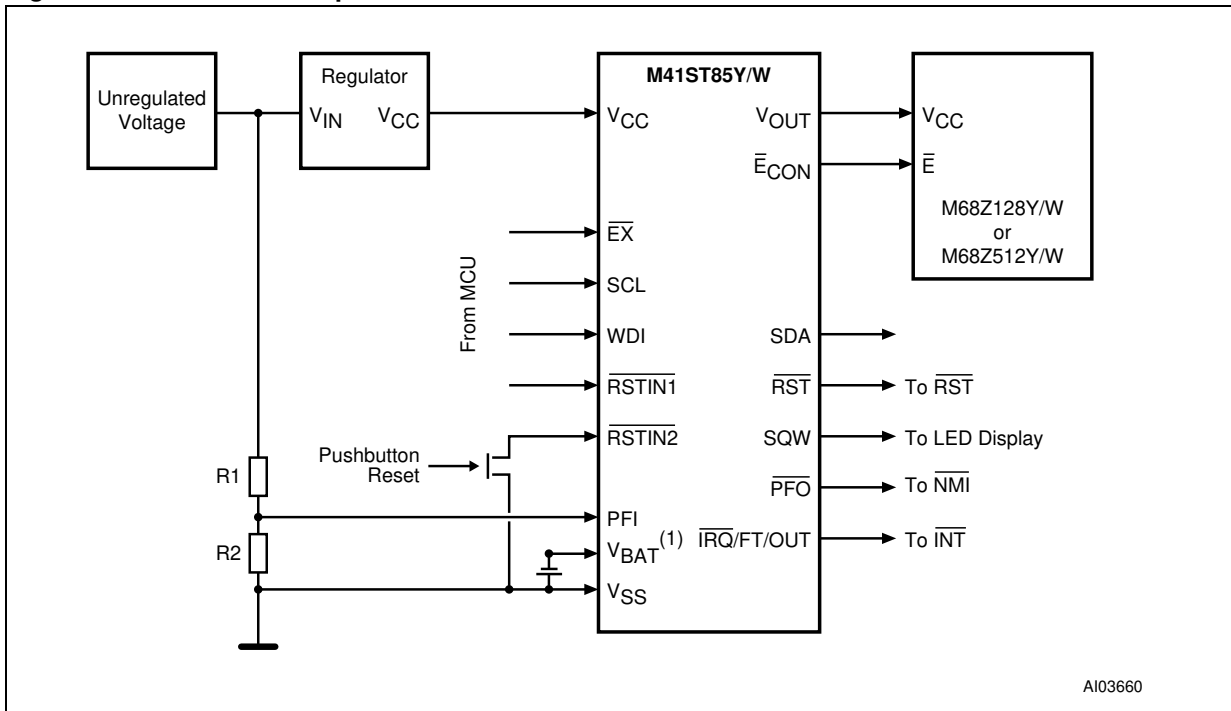 Unregulated
Voltage
Regulator
VIN VCC
M41ST85Y/W
VCC
EX
SCL
WDI
RSTIN1
RSTIN2
PFI
VBAT(1)
VSS
VOUT
ECON
SDA
RST
SQW
PFO
IRQ/FT/OUT
VCC
E
M68Z128Y/W
or
M68Z512Y/W
From MCU
Pushbutton
Reset
R1
R2
To RST
To LED Display
To NMI
To INT
AI03660